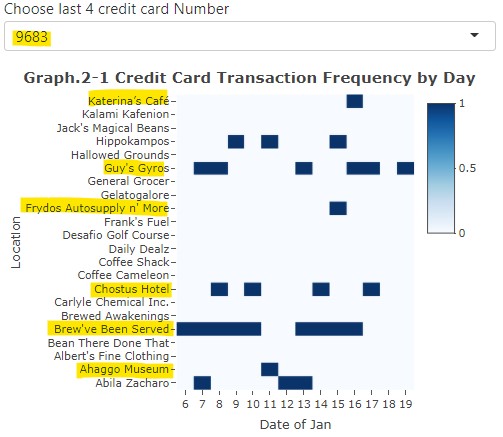 Choose last 4 credit card Number
9683
Graph.2-1 Credit Card Transaction Frequency by Day
Katerina's Café
Kalami Kafenion
Jack's Magical Beans
Hippokampos
Hallowed Grounds
Guy's Gyros
General Grocer
Gelatogalore
Frydos Autosupply n' More
Frank's Fuel
Desafio Golf Course
Daily Dealz
Coffee Shack
Coffee Cameleon
Chostus Hotel
Carlyle Chemical Inc.
Brewed Awakenings
Brew've Been Served
Bean There Done That
Albert's Fine Clothing
Ahaggo Museum
Abila Zacharo
Location
6 7 8 9 10 11 12 13 14 15 16 17 18 19
Date of Jan
1
0.5
0